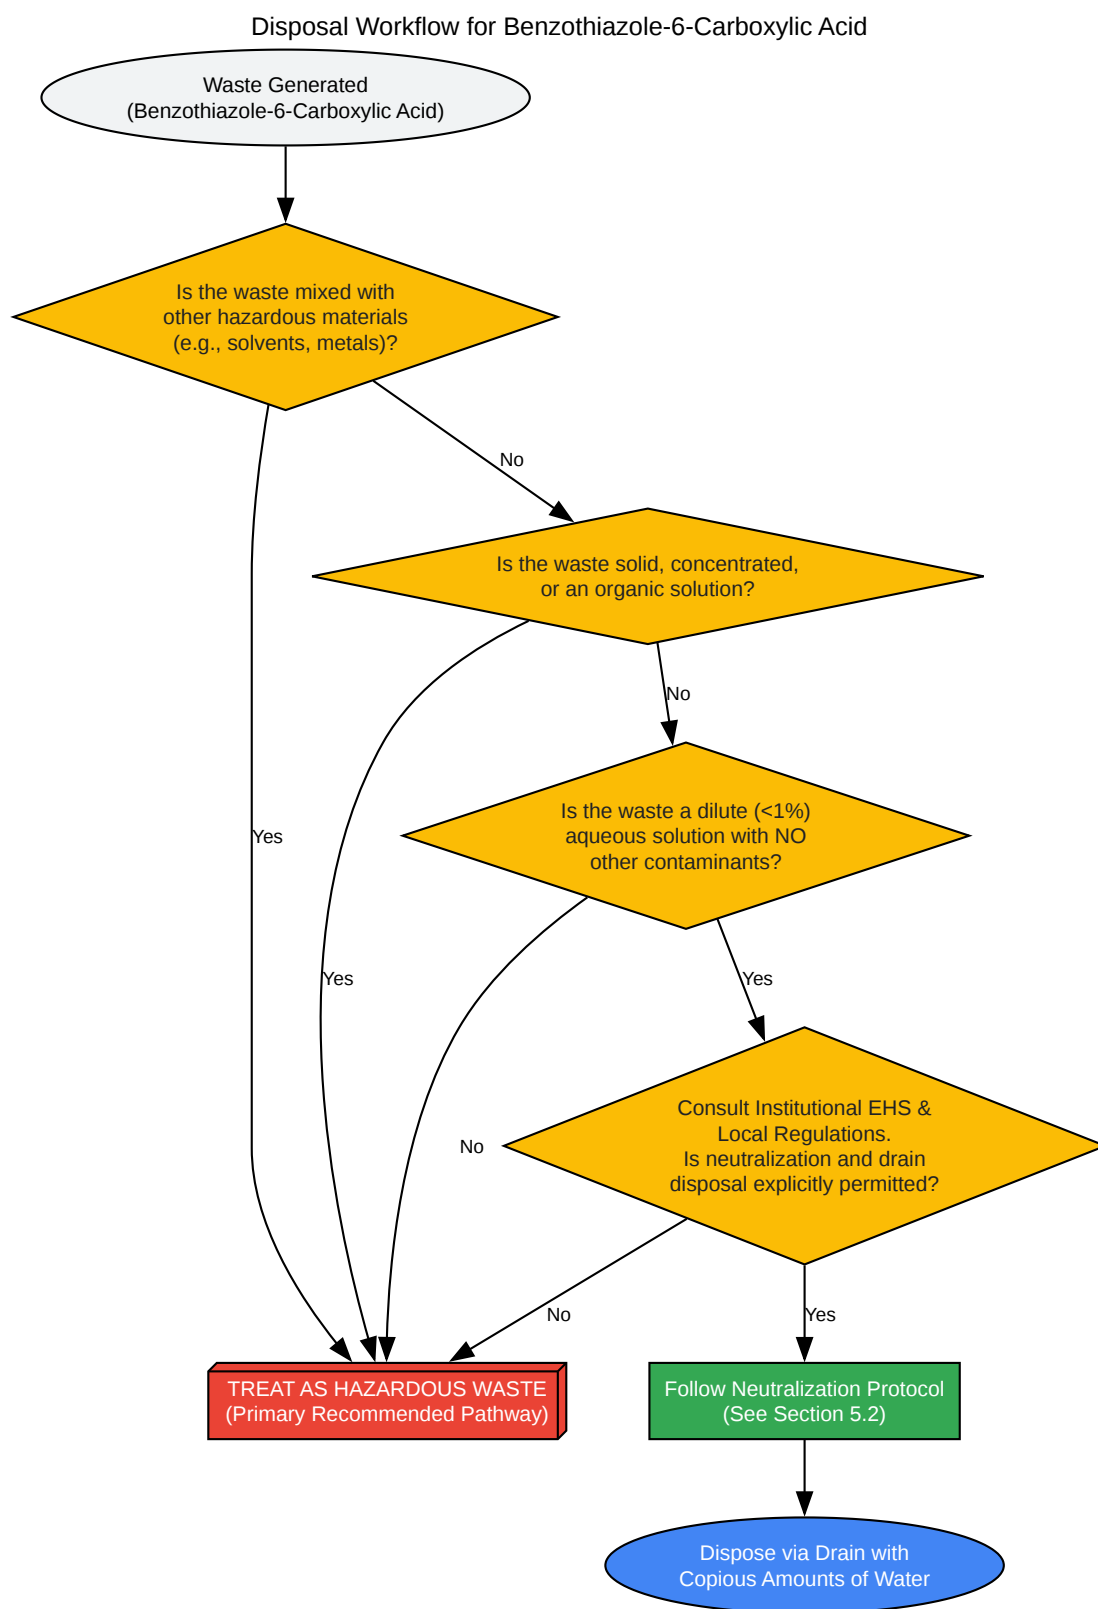 Disposal Workflow for Benzothiazole-6-Carboxylic Acid
Waste Generated
(Benzothiazole-6-Carboxylic Acid)
Is the waste mixed with
other hazardous materials
(e.g., solvents, metals)?
No
Is the waste solid, concentrated,
or an organic solution?
No
Is the waste a dilute (<1%)
aqueous solution with NO
other contaminants?
Yes
Yes
Yes
Consult Institutional EHS &
Local Regulations.
Is neutralization and drain
disposal explicitly permitted?
No
No
Yes
TREAT AS HAZARDOUS WASTE
(Primary Recommended Pathway)
Follow Neutralization Protocol
(See Section 5.2)
Dispose via Drain with
Copious Amounts of Water